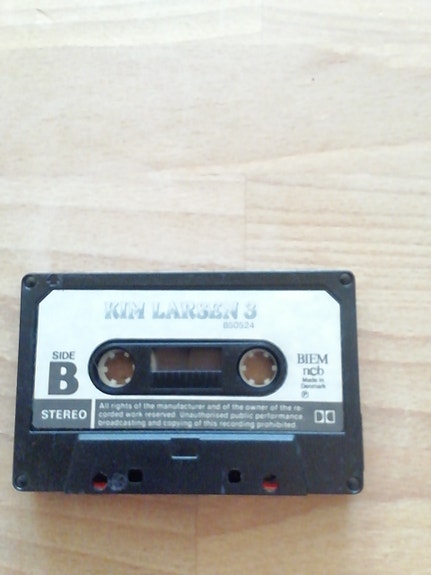 KIM LARSEN 3
850524
SIDE
B
BIEM
ncb
Made in
Denmark
STEREO
All rights of the manufacturer and of the owner of the re-
corded work reserved. Unauthorised public performance
broadcasting and copying of this recording prohibited.